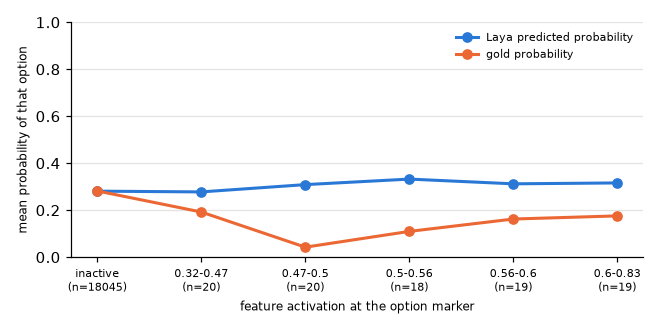 1.0
0.8
0.6
0.4
0.2
0.0
mean probability of that option
Laya predicted probability
gold probability
inactive (n=18045)
0.32-0.47 (n=20)
0.47-0.5 (n=20)
0.5-0.56 (n=18)
0.56-0.6 (n=19)
0.6-0.83 (n=19)
feature activation at the option marker